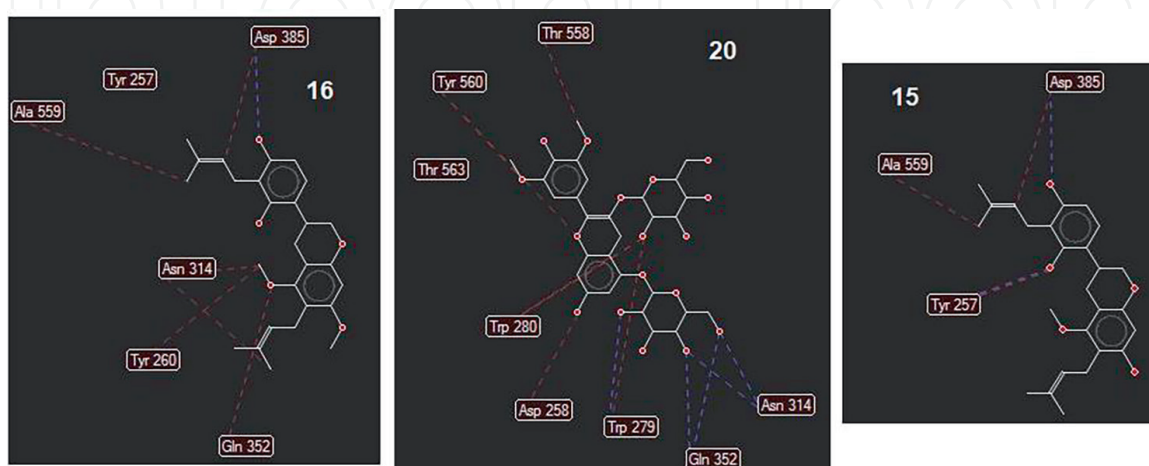 Asp 385
Tyr 257
16
Ala 559
Asn 314
Tyr 260
Gln 352
Thr 558
20
Tyr 560
Thr 563
Trp 280
Asp 258
Trp 279
Asn 314
Gln 352
Asp 385
15
Ala 559
Tyr 257